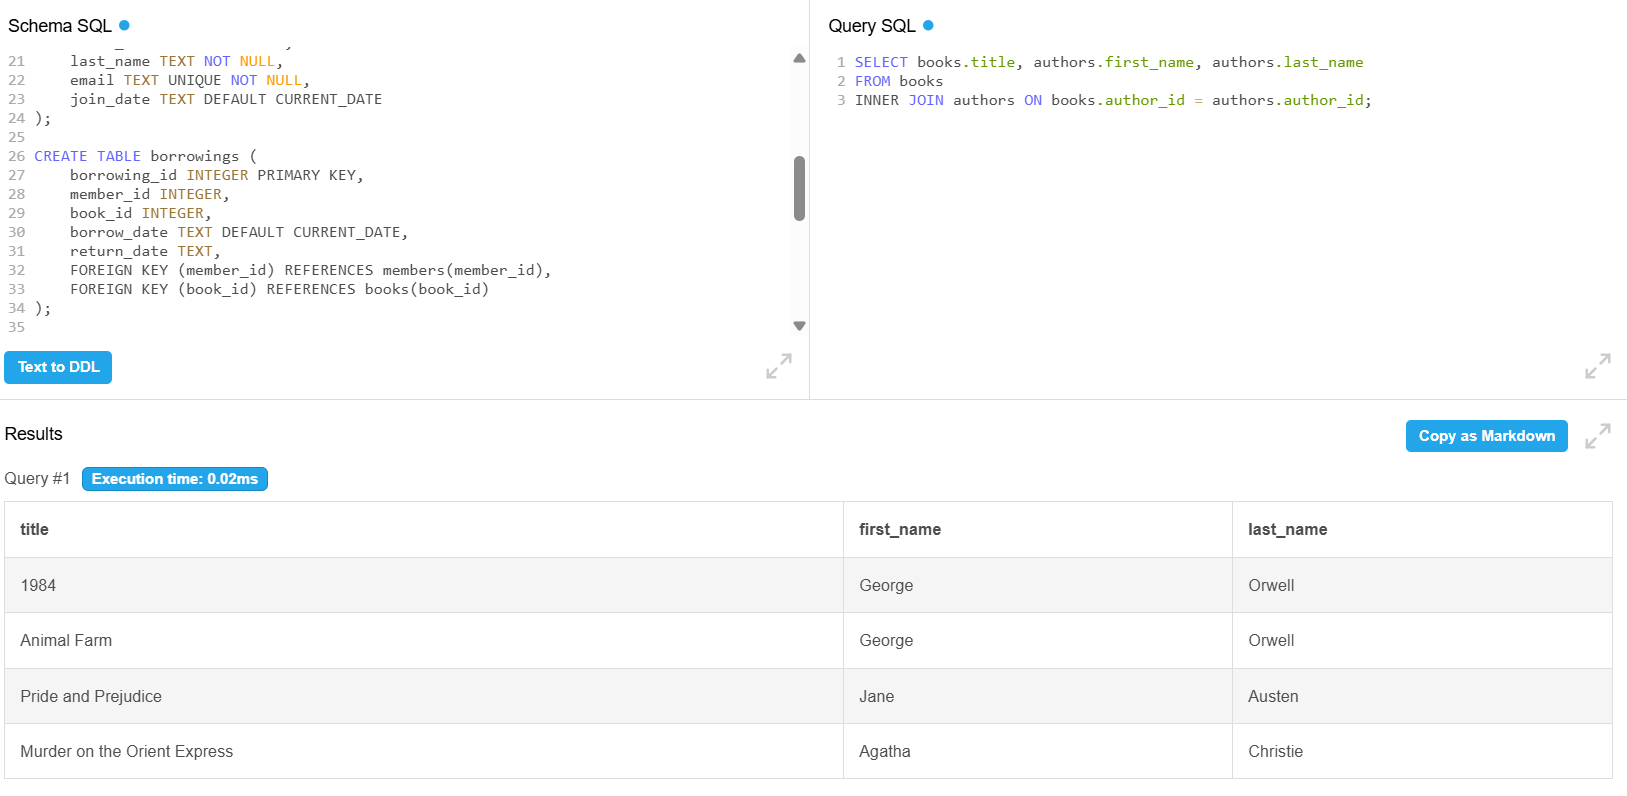 Schema SQL
21 last_name TEXT NOT NULL,
22 email TEXT UNIQUE NOT NULL,
23 join_date TEXT DEFAULT CURRENT_DATE
24 );
25
26 CREATE TABLE borrowings (
27 borrowing_id INTEGER PRIMARY KEY,
28 member_id INTEGER,
29 book_id INTEGER,
30 borrow_date TEXT DEFAULT CURRENT_DATE,
31 return_date TEXT,
32 FOREIGN KEY (member_id) REFERENCES members(member_id),
33 FOREIGN KEY (book_id) REFERENCES books(book_id)
34 );
35
Text to DDL
Query SQL
1 SELECT books.title, authors.first_name, authors.last_name
2 FROM books
3 INNER JOIN authors ON books.author_id = authors.author_id;
Results
Copy as Markdown
Query #1 Execution time: 0.02ms
title first_name last_name
1984 George Orwell
Animal Farm George Orwell
Pride and Prejudice Jane Austen
Murder on the Orient Express Agatha Christie